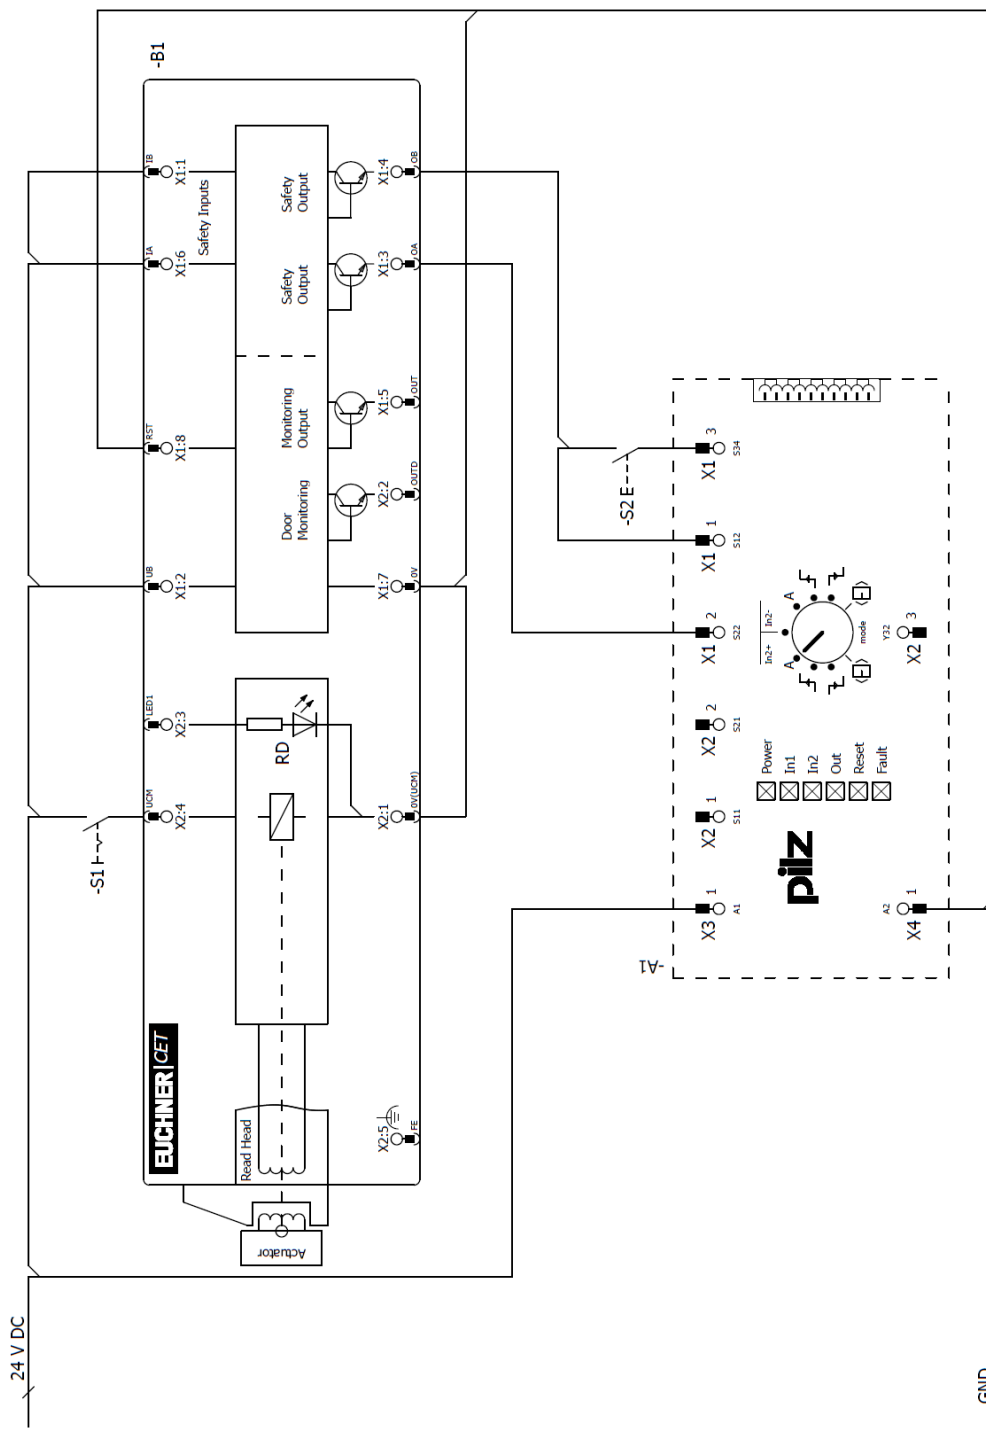 -B1
IB
X1:1
Safety Inputs
IA
X1:6
RST
X1:8
UB
X1:2
LED1
X2:3
UCM
X2:4
-S1
Safety
Output
X1:4
OB
Safety
Output
X1:3
OA
Monitoring
Output
X1:5
OUT
Door
Monitoring
X2:2
OUTD
X1:7
0V
RD
X2:1
0V(UCM)
X2:5
FE
EUCHNER|CET
Read Head
Actuator
24 V DC
GND
-S2
-A1
X1
3
S34
X1
1
S12
X1
2
S22
X2
2
S21
X2
1
S11
X3
1
A1
In2+
In2-
A
A
mode
Y32
X2
3
Power
In1
In2
Out
Reset
Fault
pilz
A2
X4
1